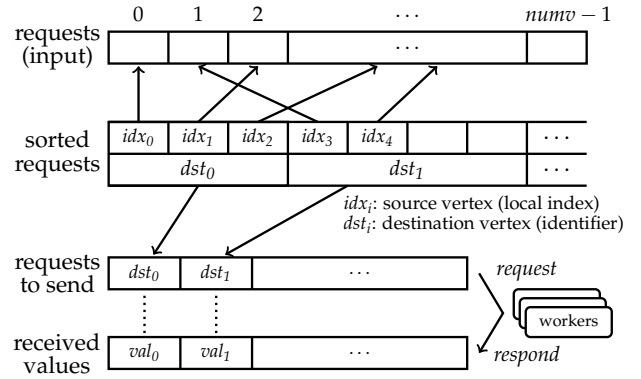 0 1 2 ··· numv − 1
requests
(input)
···
sorted
requests
idx₀ idx₁ idx₂ idx₃ idx₄ ···
dst₀ dst₁ ···
idxᵢ: source vertex (local index)
dstᵢ: destination vertex (identifier)
requests
to send
dst₀ dst₁ ···
request
workers
received
values
val₀ val₁ ···
respond